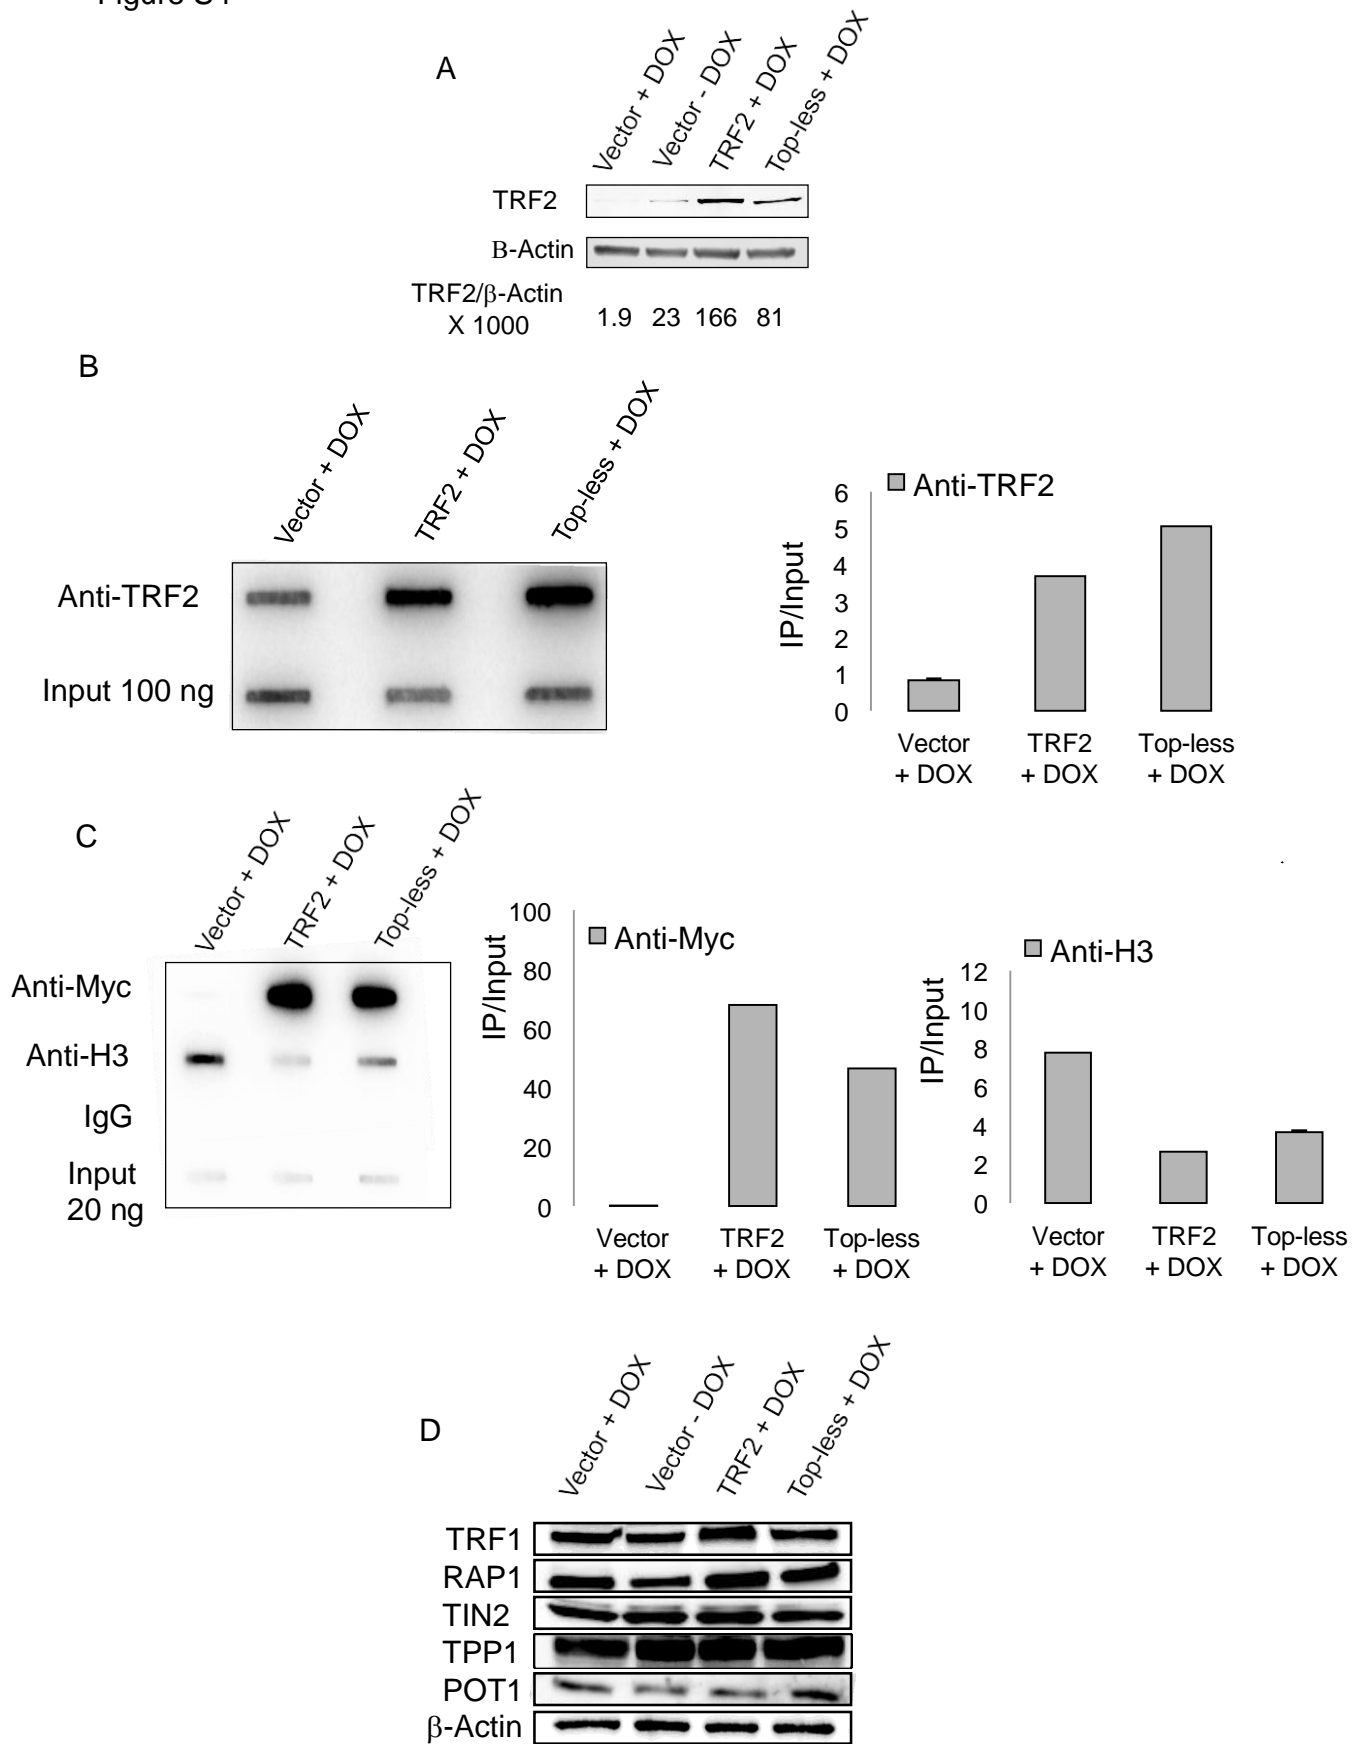 A
Vector + DOX
Vector - DOX
TRF2 + DOX
Top-less + DOX
TRF2
B-Actin
TRF2/β-Actin
X 1000
1.9 23 166 81
B
Vector + DOX
TRF2 + DOX
Top-less + DOX
Anti-TRF2
Input 100 ng
Anti-TRF2
IP/Input
6
5
4
3
2
1
0
Vector
+ DOX
TRF2
+ DOX
Top-less
+ DOX
C
Vector + DOX
TRF2 + DOX
Top-less + DOX
Anti-Myc
Anti-H3
IgG
Input
20 ng
Anti-Myc
IP/Input
100
80
60
40
20
0
Vector
+ DOX
TRF2
+ DOX
Top-less
+ DOX
Anti-H3
IP/Input
12
10
8
6
4
2
0
Vector
+ DOX
TRF2
+ DOX
Top-less
+ DOX
D
Vector + DOX
Vector - DOX
TRF2 + DOX
Top-less + DOX
TRF1
RAP1
TIN2
TPP1
POT1
β-Actin